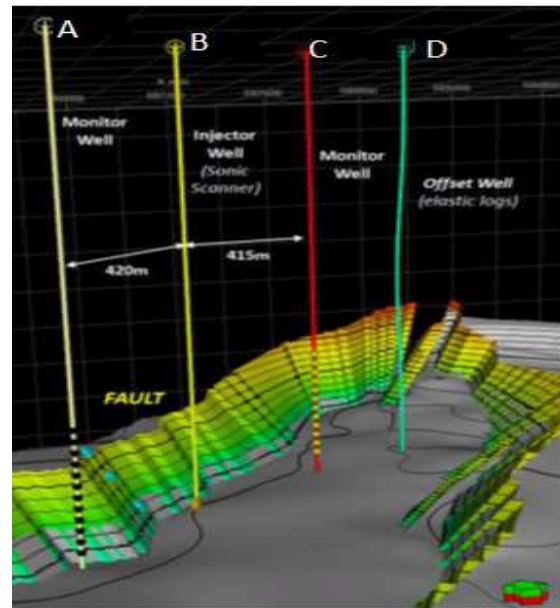 A
B
C
D
Monitor
Well
Injector
Well
(Sonic
Scanner)
Monitor
Well
Offset Well
(elastic logs)
420m
415m
FAULT